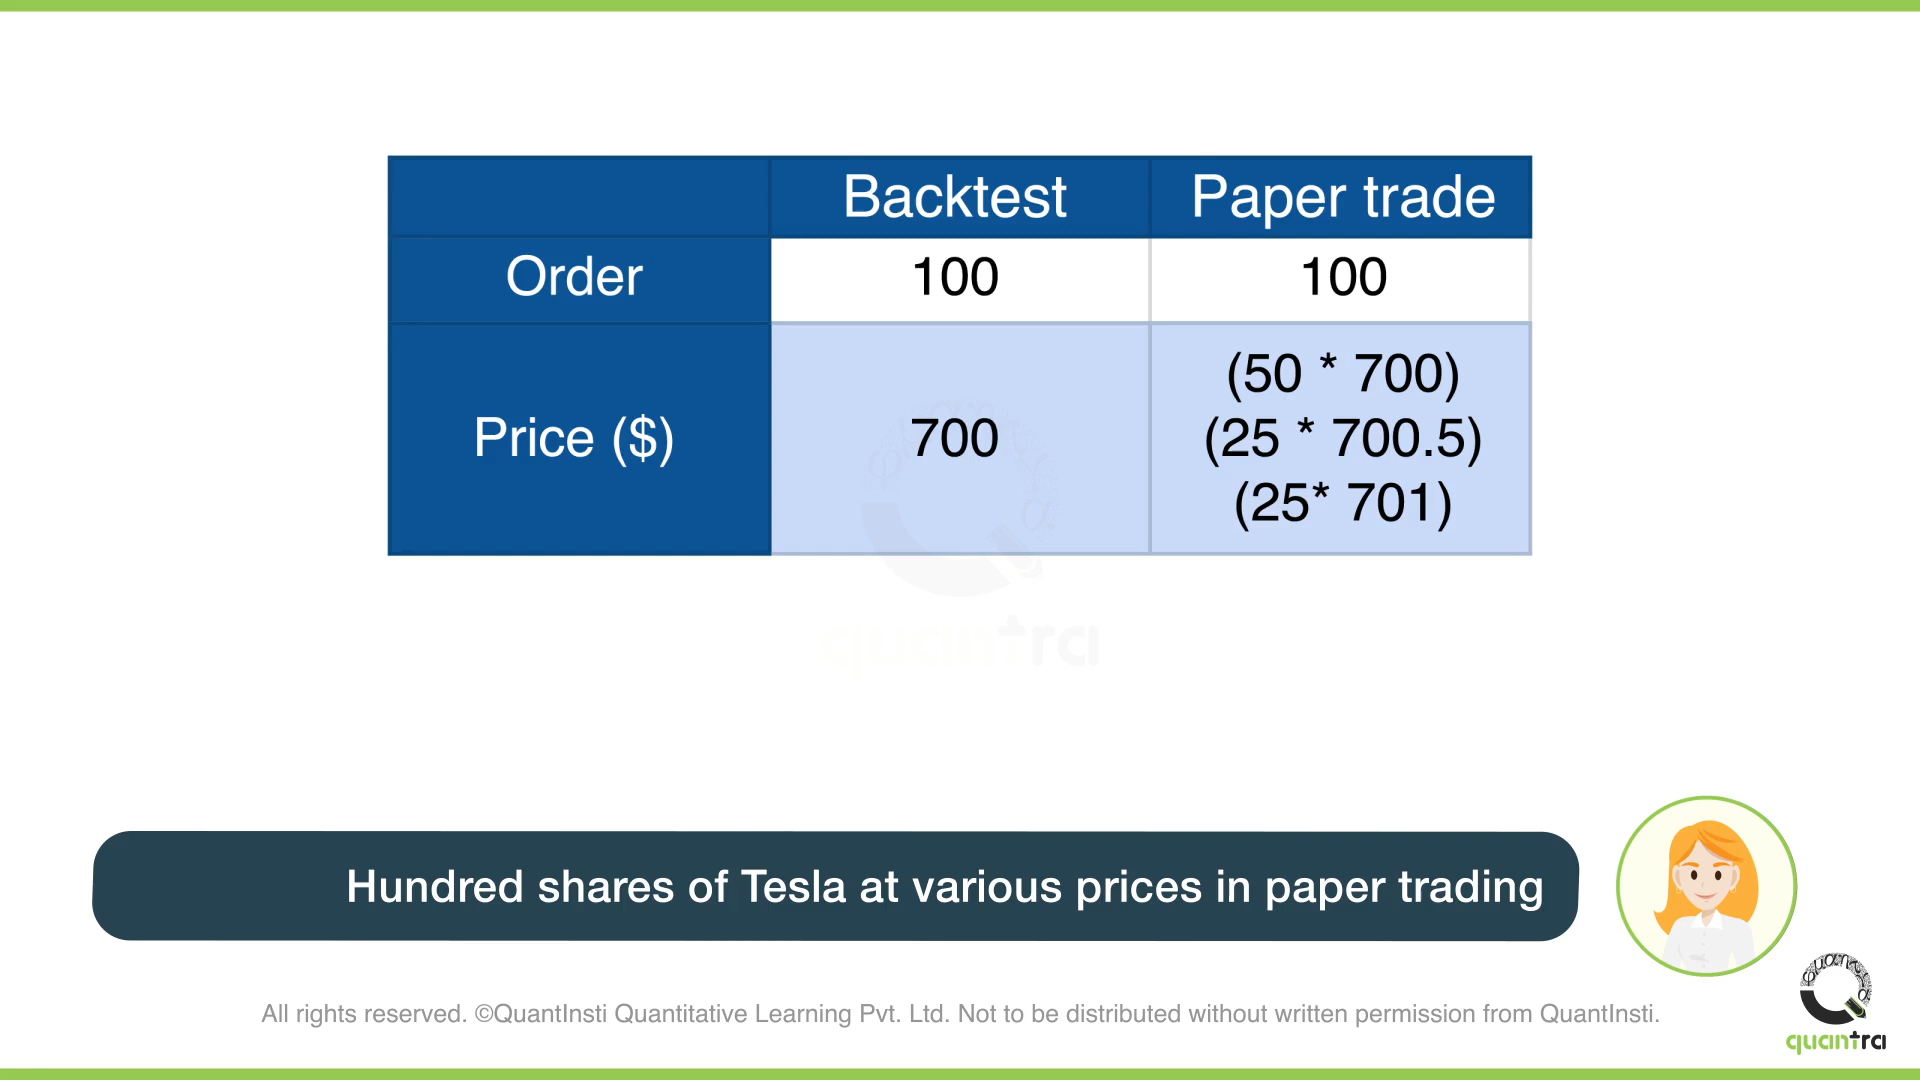 Backtest Paper trade
Order 100 100
Price ($) 700 (50 * 700)
(25 * 700.5)
(25* 701)
quantra
Hundred shares of Tesla at various prices in paper trading
All rights reserved. ©QuantInsti Quantitative Learning Pvt. Ltd. Not to be distributed without written permission from QuantInsti.
quantra